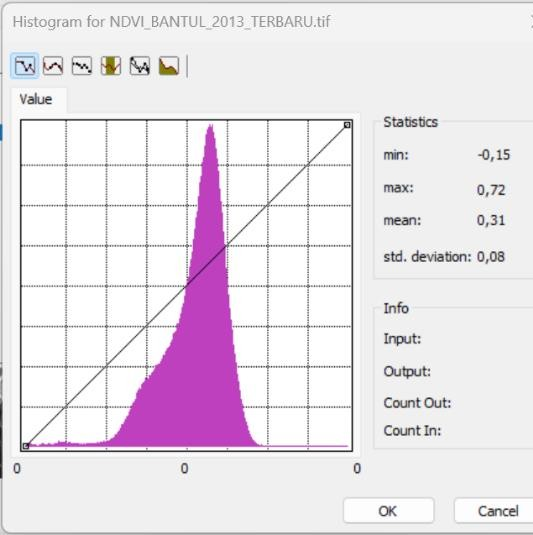 Histogram for NDVI_BANTUL_2013_TERBARU.tif
Value
Statistics
min: -0,15
max: 0,72
mean: 0,31
std. deviation: 0,08
Info
Input:
Output:
Count Out:
Count In:
0 0 0
OK Cancel